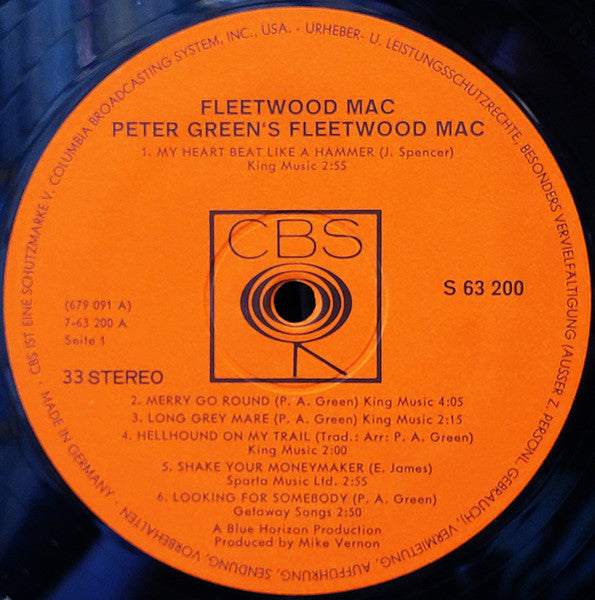 CBS IST EINE SCHUTZMARKE V. COLUMBIA BROADCASTING SYSTEM, INC., USA. · URHEBER- U. LEISTUNGSSCHUTZRECHTE, BESONDERS VERVIELFÄLTIGUNG (AUSSER Z. PERSÖNL. GEBRAUCH), VERMIETUNG, AUFFÜHRUNG, SENDUNG, VORBEHALTEN · MADE IN GERMANY ·
FLEETWOOD MAC
PETER GREEN'S FLEETWOOD MAC
1. MY HEART BEAT LIKE A HAMMER (J. Spencer)
King Music 2:55
CBS
S 63 200
(679 091 A)
7-63 200 A
Seite 1
33 STEREO
2. MERRY GO ROUND (P. A. Green) King Music 4:05
3. LONG GREY MARE (P. A. Green) King Music 2:15
4. HELLHOUND ON MY TRAIL (Trad.: Arr: P. A. Green)
King Music 2:00
5. SHAKE YOUR MONEYMAKER (E. James)
Sparta Music Ltd. 2:55
6. LOOKING FOR SOMEBODY (P. A. Green)
Getaway Songs 2:50
A Blue Horizon Production
Produced by Mike Vernon